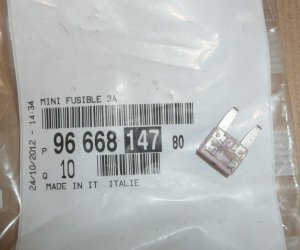 MINI FUSIBLE 3A
24/10/2012 - 14:34
P 96 668 147 80
Q 10
MADE IN IT ITALIE